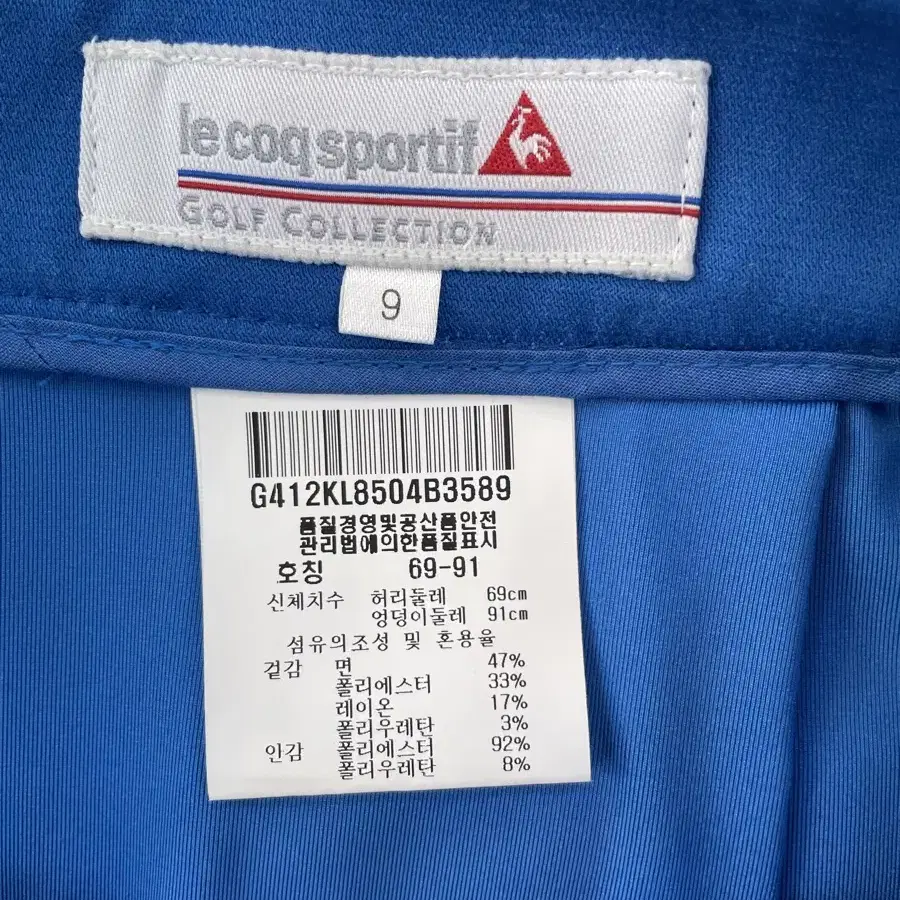 le coq sportif
GOLF COLLECTION
9
G412KL8504B3589
품질경영및공산품안전
관리법에의한품질표시
호칭 69-91
신체치수 허리둘레 69cm
엉덩이둘레 91cm
섬유의조성 및 혼용율
겉감 면 47%
폴리에스터 33%
레이온 17%
폴리우레탄 3%
안감 폴리에스터 92%
폴리우레탄 8%